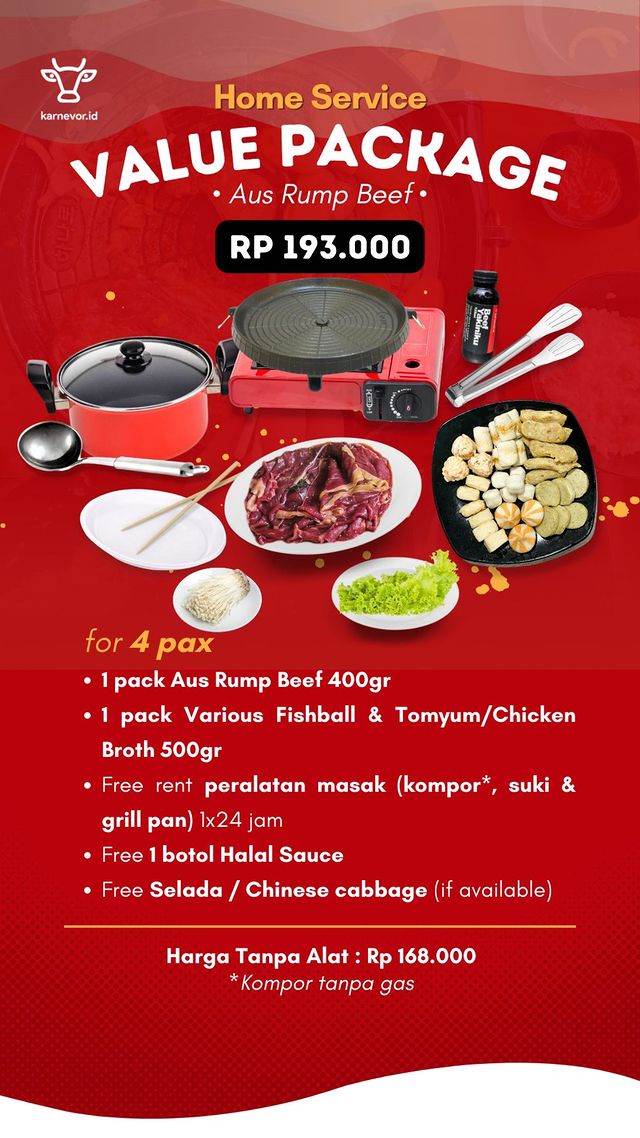 karnevor.id
Home Service
VALUE PACKAGE
• Aus Rump Beef •
RP 193.000
Beef
Yakiniku
for 4 pax
• 1 pack Aus Rump Beef 400gr
• 1 pack Various Fishball & Tomyum/Chicken
Broth 500gr
• Free rent peralatan masak (kompor*, suki &
grill pan) 1x24 jam
• Free 1 botol Halal Sauce
• Free Selada / Chinese cabbage (if available)
Harga Tanpa Alat : Rp 168.000
*Kompor tanpa gas